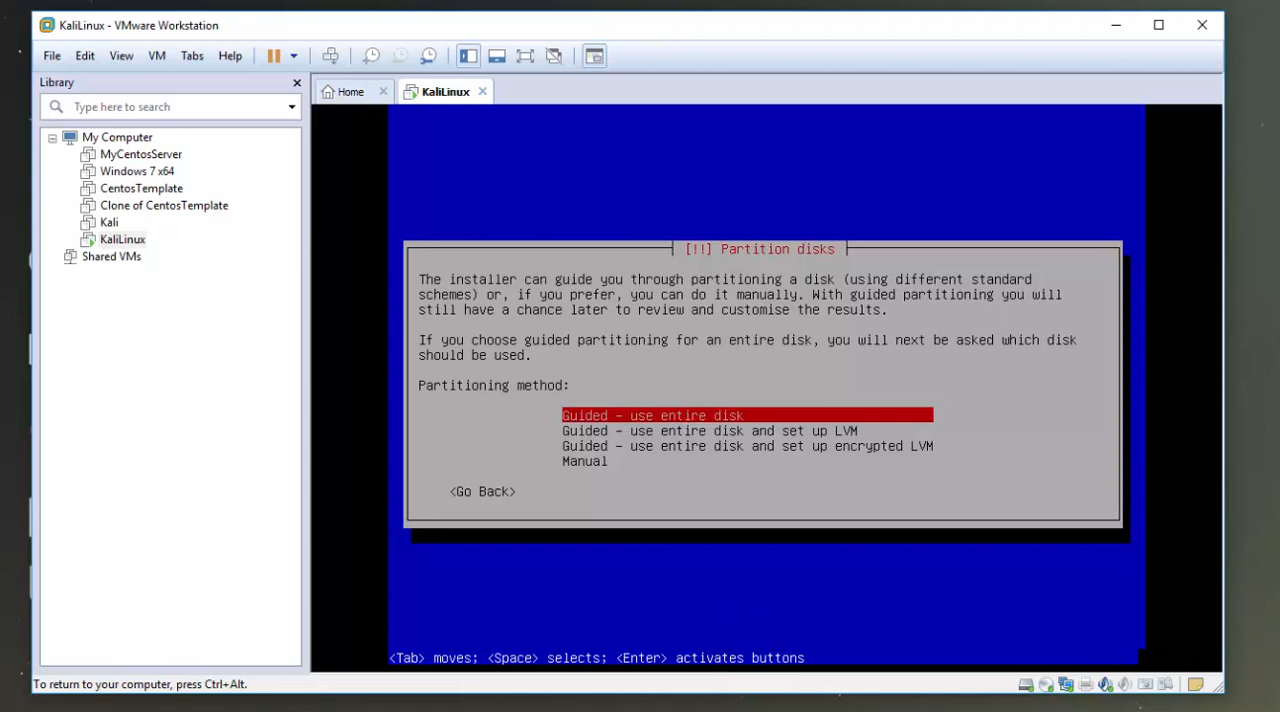 KaliLinux - VMware Workstation
File Edit View VM Tabs Help
Library
Home KaliLinux
Type here to search
My Computer
MyCentosServer
Windows 7 x64
CentosTemplate
Clone of CentosTemplate
Kali
KaliLinux
Shared VMs
[!!] Partition disks
The installer can guide you through partitioning a disk (using different standard
schemes) or, if you prefer, you can do it manually. With guided partitioning you will
still have a chance later to review and customise the results.
If you choose guided partitioning for an entire disk, you will next be asked which disk
should be used.
Partitioning method:
Guided - use entire disk
Guided - use entire disk and set up LVM
Guided - use entire disk and set up encrypted LVM
Manual
<Go Back>
<Tab> moves; <Space> selects; <Enter> activates buttons
To return to your computer, press Ctrl+Alt.